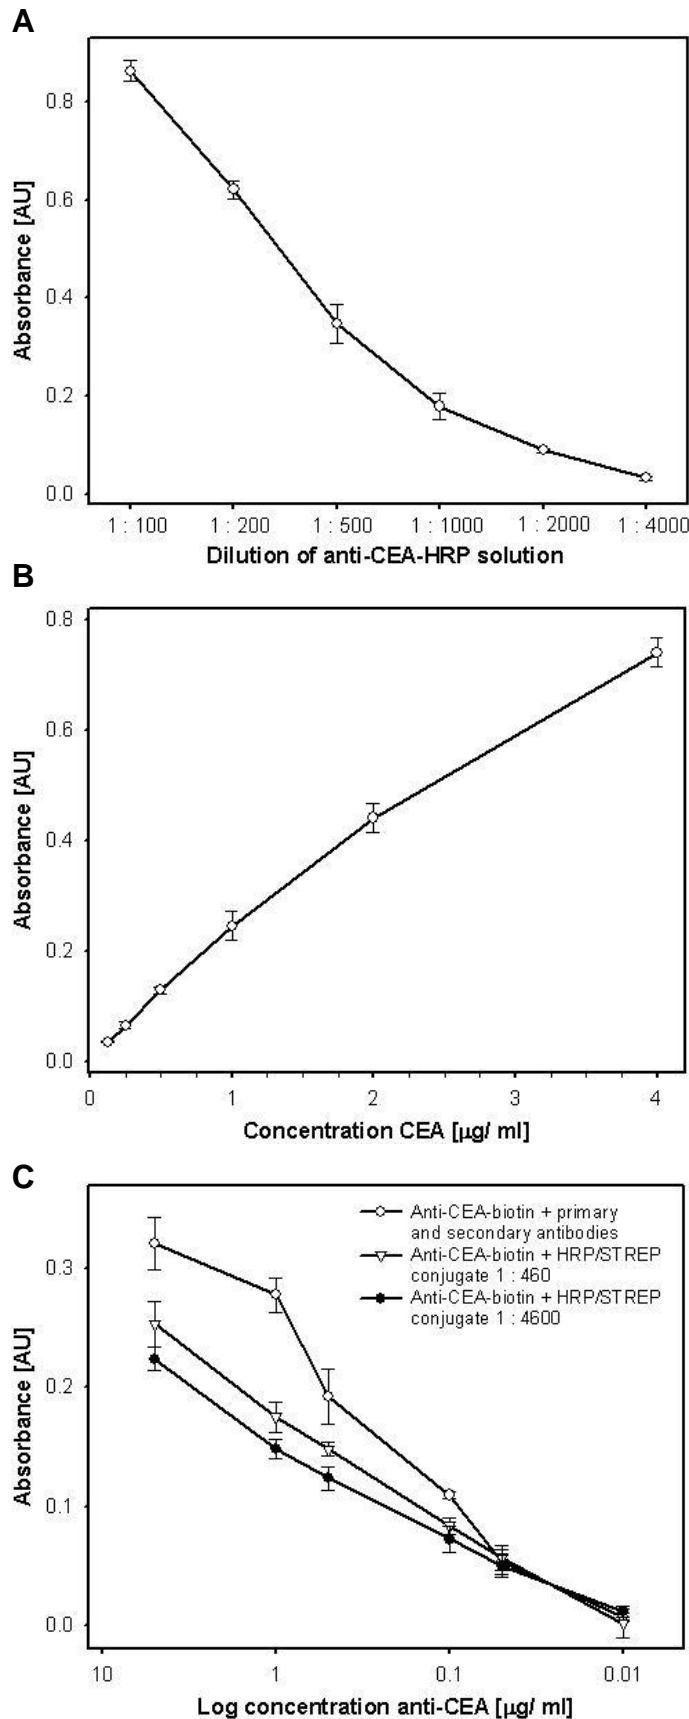 A
Absorbance [AU]
0.8
0.6
0.4
0.2
0.0
1 : 100 1 : 200 1 : 500 1 : 1000 1 : 2000 1 : 4000
Dilution of anti-CEA-HRP solution
B
Absorbance [AU]
0.8
0.6
0.4
0.2
0.0
0 1 2 3 4
Concentration CEA [μg/ ml]
C
Absorbance [AU]
Anti-CEA-biotin + primary
and secondary antibodies
Anti-CEA-biotin + HRP/STREP
conjugate 1 : 460
Anti-CEA-biotin + HRP/STREP
conjugate 1 : 4600
0.3
0.2
0.1
0.0
10 1 0.1 0.01
Log concentration anti-CEA [μg/ ml]